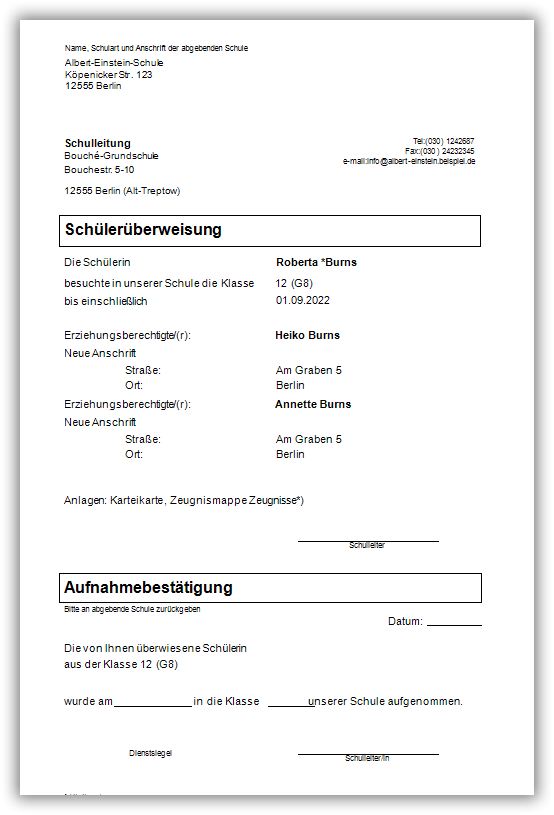 Name, Schulart und Anschrift der abgebenden Schule
Albert-Einstein-Schule
Köpenicker Str. 123
12555 Berlin
Schulleitung
Bouché-Grundschule
Bouchestr. 5-10
12555 Berlin (Alt-Treptow)
Tel:(030) 1242587
Fax:(030 ) 24232345
e-mail:info@albert-einstein.beispiel.de
Schülerüberweisung
Die Schülerin Roberta *Burns
besuchte in unserer Schule die Klasse 12 (G8)
bis einschließlich 01.09.2022
Erziehungsberechtigte/(r): Heiko Burns
Neue Anschrift
Straße: Am Graben 5
Ort: Berlin
Erziehungsberechtigte/(r): Annette Burns
Neue Anschrift
Straße: Am Graben 5
Ort: Berlin
Anlagen: Karteikarte, Zeugnismappe Zeugnisse*)
Schulleiter
Aufnahmebestätigung
Bitte an abgebende Schule zurückgeben
Datum:
Die von Ihnen überwiesene Schülerin
aus der Klasse 12 (G8)
wurde am in die Klasse unserer Schule aufgenommen.
Dienstsiegel Schulleiter/in